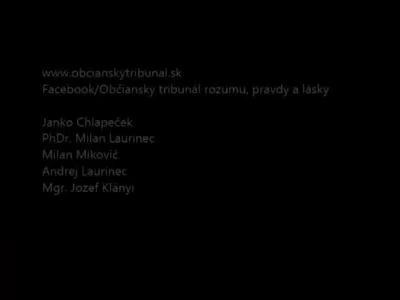 www.obcianskytribunal.sk
Facebook/Občiansky tribunál rozumu, pravdy a lásky
Janko Chlapeček
PhDr. Milan Laurinec
Milan Mikovič
Andrej Laurinec
Mgr. Jozef Klányi